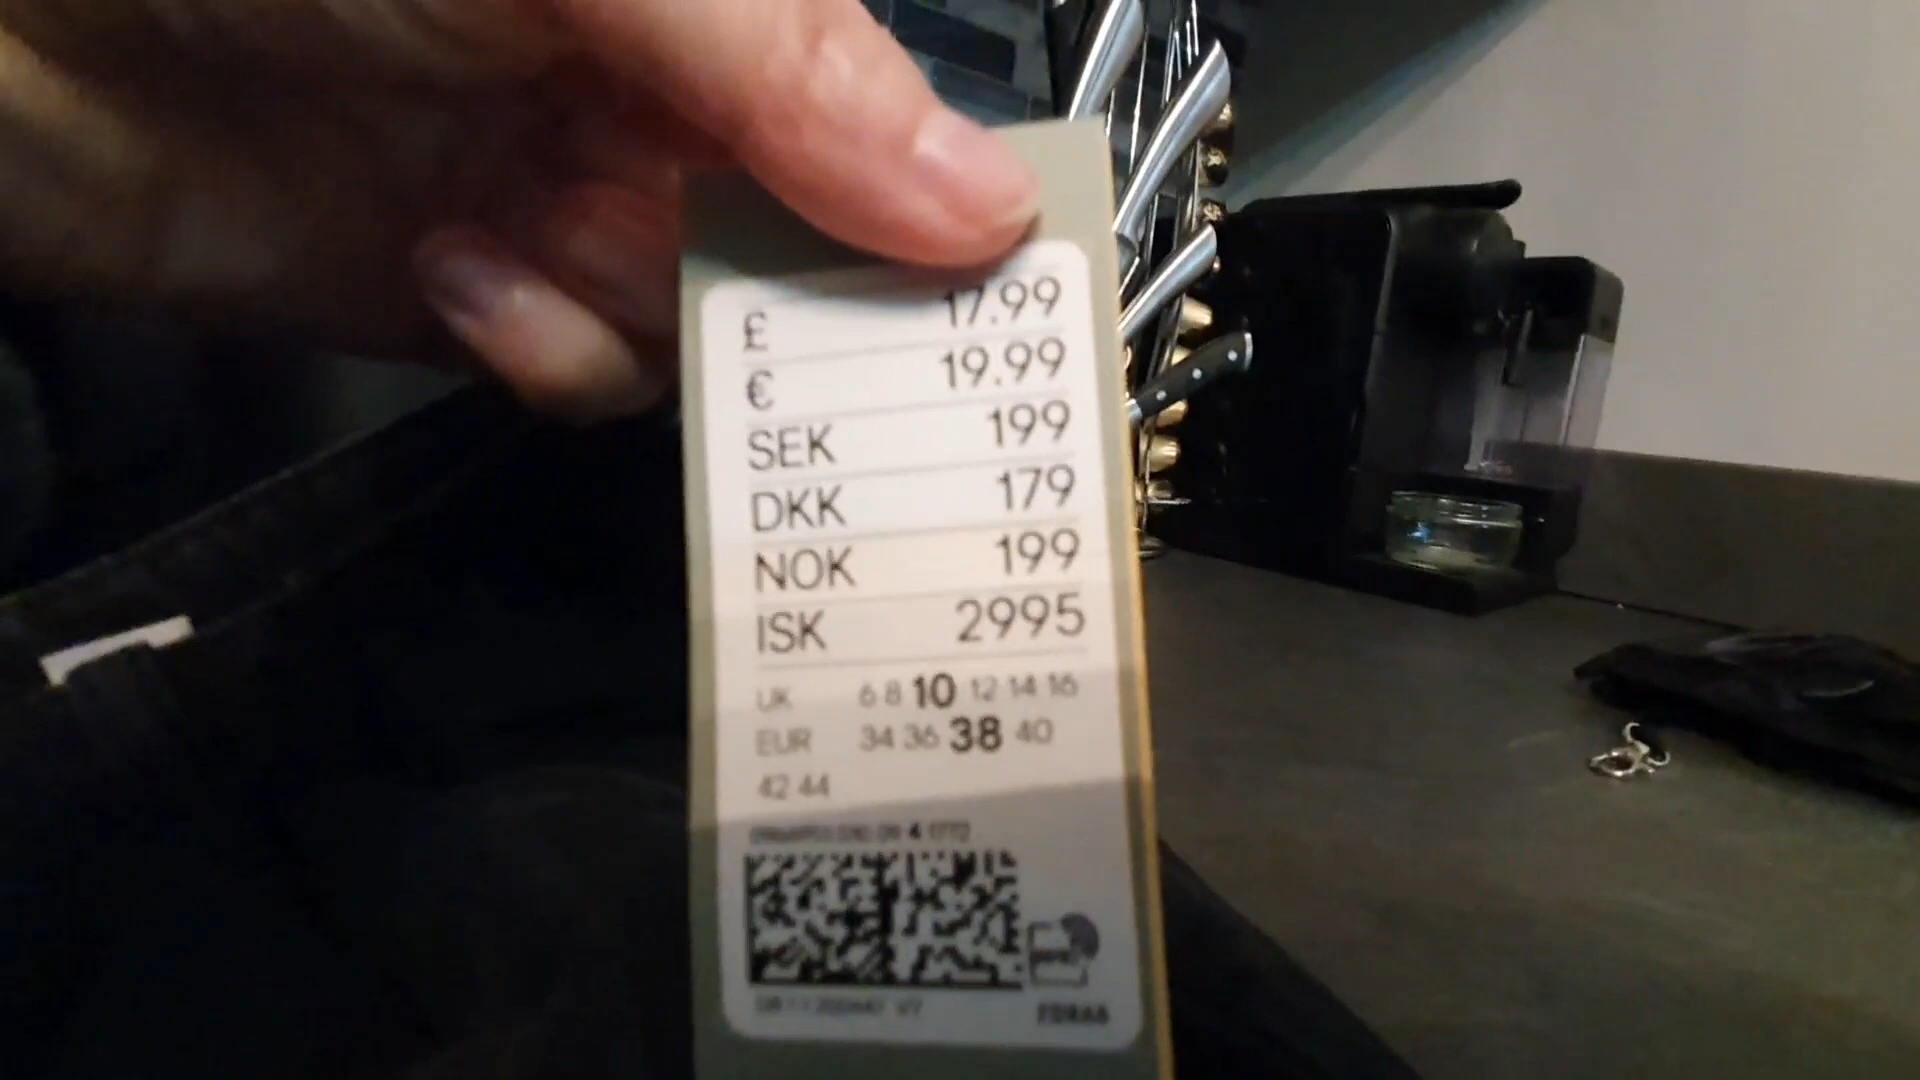 £ 17.99
€ 19.99
SEK 199
DKK 179
NOK 199
ISK 2995
UK 6 8 10 12 14 16
EUR 34 36 38 40
42 44